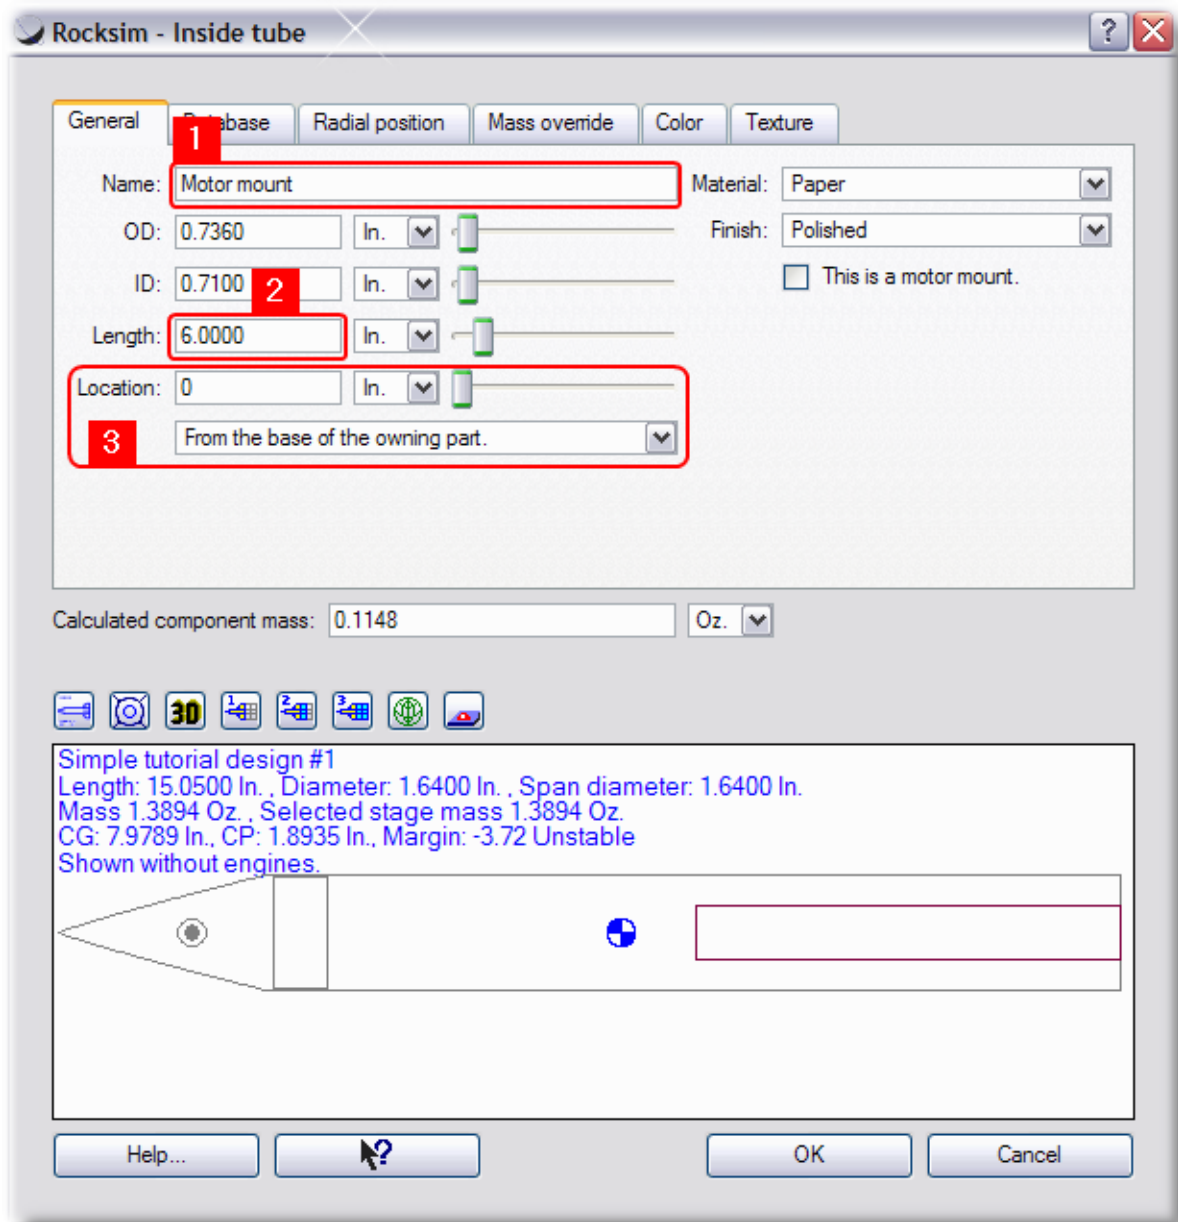 Rocksim - Inside tube
General Database Radial position Mass override Color Texture
1
Name: Motor mount Material: Paper
OD: 0.7360 In. Finish: Polished
ID: 0.7100 In. This is a motor mount.
2
Length: 6.0000 In.
Location: 0 In.
3 From the base of the owning part.
Calculated component mass: 0.1148 Oz.
3D 1 2 3
Simple tutorial design #1
Length: 15.0500 In. , Diameter: 1.6400 In. , Span diameter: 1.6400 In.
Mass 1.3894 Oz. , Selected stage mass 1.3894 Oz.
CG: 7.9789 In., CP: 1.8935 In., Margin: -3.72 Unstable
Shown without engines.
Help... ? OK Cancel